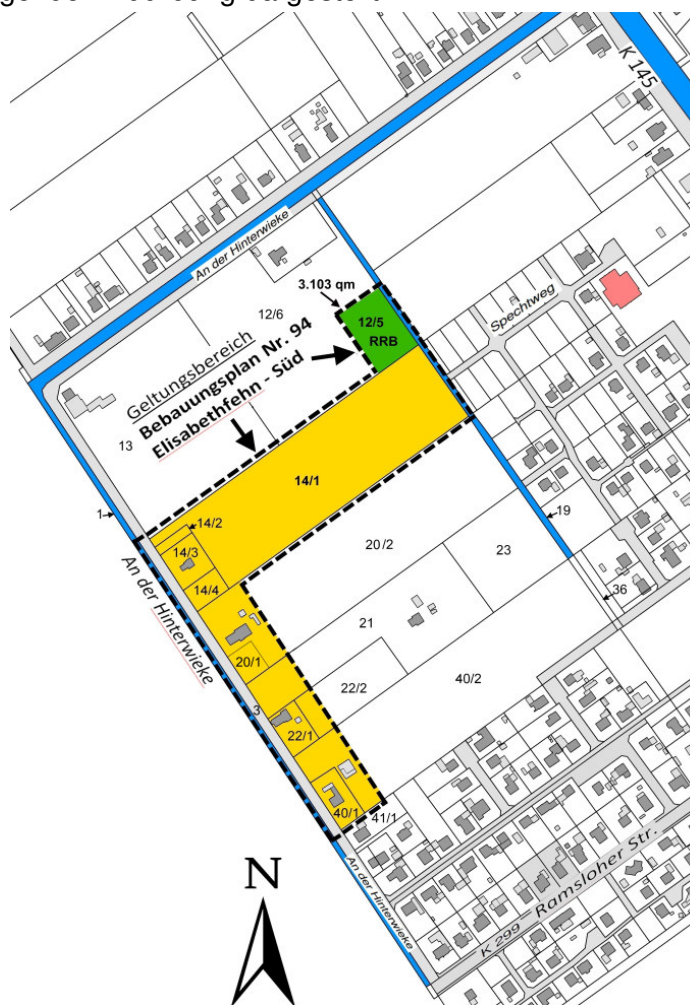 K 145
An der Hinterwieke
3.103 qm
12/6
12/5
RRB
Spechtweg
Geltungsbereich
Bebauungsplan Nr. 94
Elisabethfehn - Süd
13
14/1
1
14/2
19
14/3
20/2
23
14/4
An der Hinterwieke
36
21
20/1
22/2
40/2
3
22/1
40/1
41/1
Ramsloher Str.
K 299
An der Hinterwieke
N